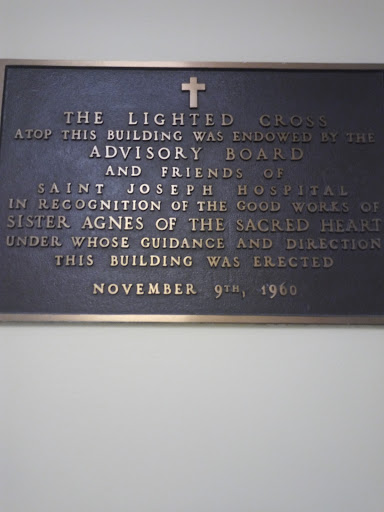 THE LIGHTED CROSS
ATOP THIS BUILDING WAS ENDOWED BY THE
ADVISORY BOARD
AND FRIENDS OF
SAINT JOSEPH HOSPITAL
IN RECOGNITION OF THE GOOD WORKS OF
SISTER AGNES OF THE SACRED HEART
UNDER WHOSE GUIDANCE AND DIRECTION
THIS BUILDING WAS ERECTED
NOVEMBER 9TH, 1960